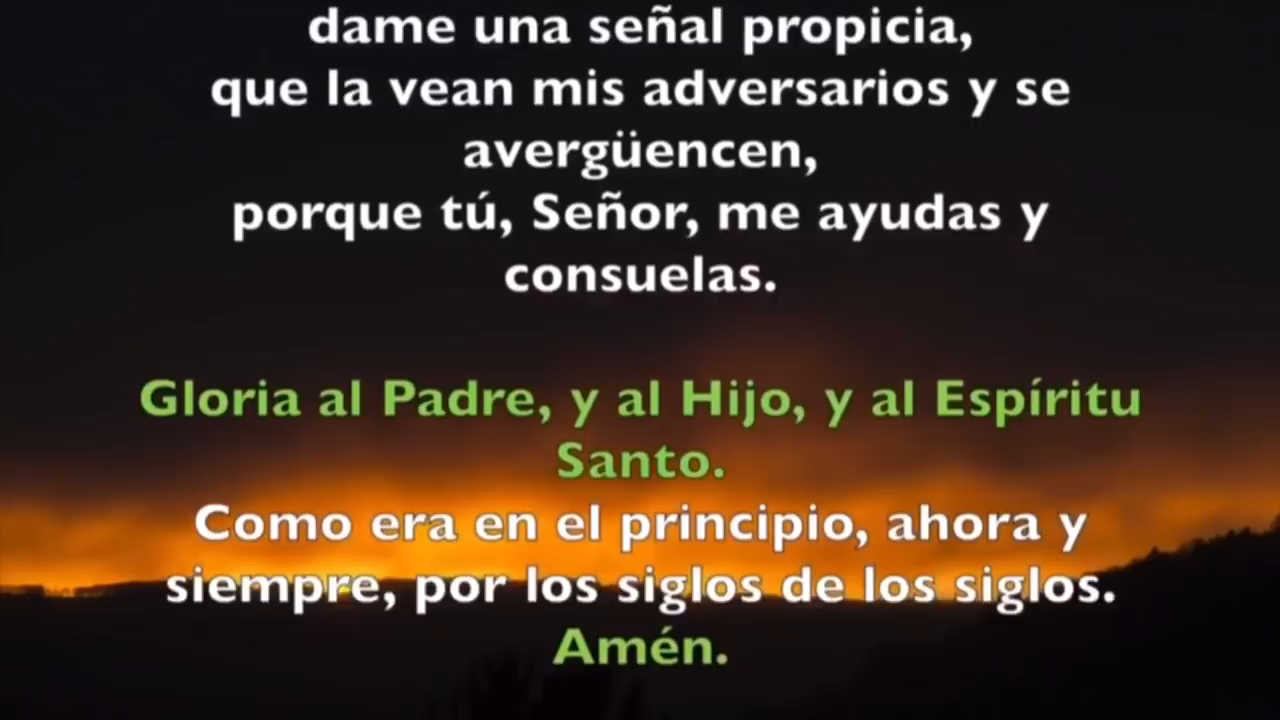 dame una señal propicia,
que la vean mis adversarios y se
avergüencen,
porque tú, Señor, me ayudas y
consuelas.
Gloria al Padre, y al Hijo, y al Espíritu
Santo.
Como era en el principio, ahora y
siempre, por los siglos de los siglos.
Amén.